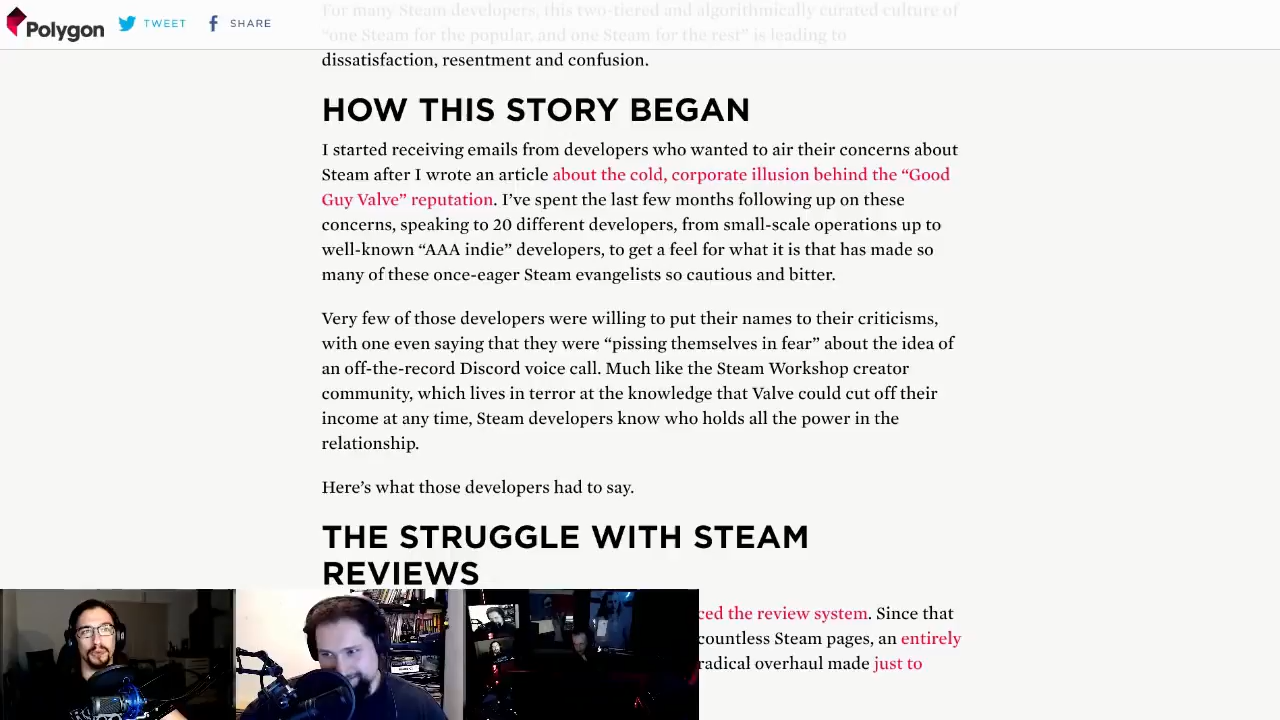 Polygon
TWEET
SHARE
For many Steam developers, this two-tiered and algorithmically curated culture of
“one Steam for the popular, and one Steam for the rest” is leading to
dissatisfaction, resentment and confusion.
HOW THIS STORY BEGAN
I started receiving emails from developers who wanted to air their concerns about
Steam after I wrote an article about the cold, corporate illusion behind the “Good
Guy Valve” reputation. I’ve spent the last few months following up on these
concerns, speaking to 20 different developers, from small-scale operations up to
well-known “AAA indie” developers, to get a feel for what it is that has made so
many of these once-eager Steam evangelists so cautious and bitter.
Very few of those developers were willing to put their names to their criticisms,
with one even saying that they were “pissing themselves in fear” about the idea of
an off-the-record Discord voice call. Much like the Steam Workshop creator
community, which lives in terror at the knowledge that Valve could cut off their
income at any time, Steam developers know who holds all the power in the
relationship.
Here’s what those developers had to say.
THE STRUGGLE WITH STEAM
REVIEWS
ced the review system. Since that
countless Steam pages, an entirely
radical overhaul made just to